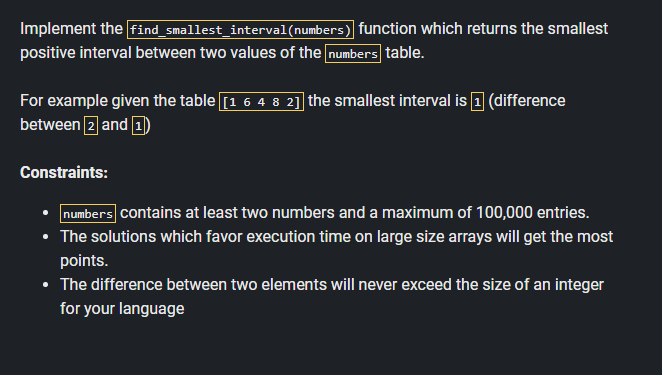 Implement the find_smallest_interval(numbers) function which returns the smallest
positive interval between two values of the numbers table.
For example given the table [1 6 4 8 2] the smallest interval is 1 (difference
between 2 and 1)
Constraints:
• numbers contains at least two numbers and a maximum of 100,000 entries.
• The solutions which favor execution time on large size arrays will get the most
points.
• The difference between two elements will never exceed the size of an integer
for your language